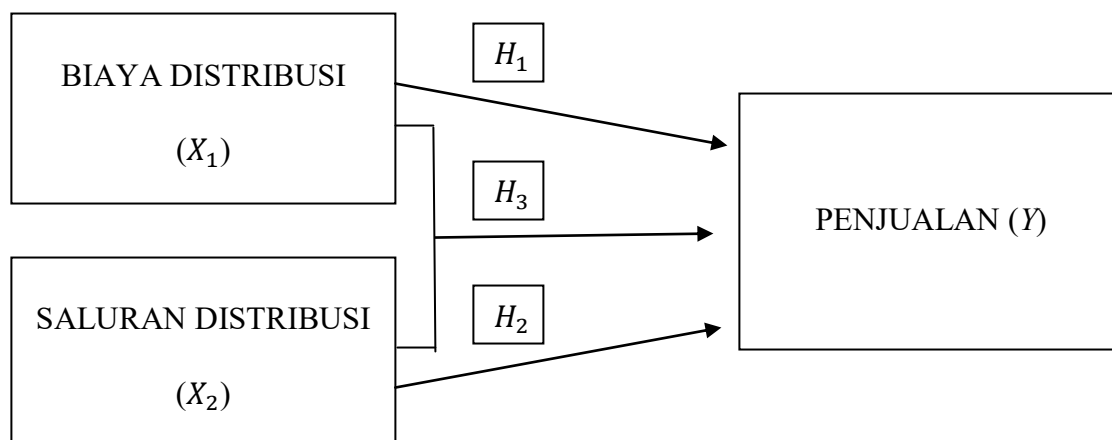 BIAYA DISTRIBUSI
(X₁)
H₁
H₃
PENJUALAN (Y)
SALURAN DISTRIBUSI
(X₂)
H₂